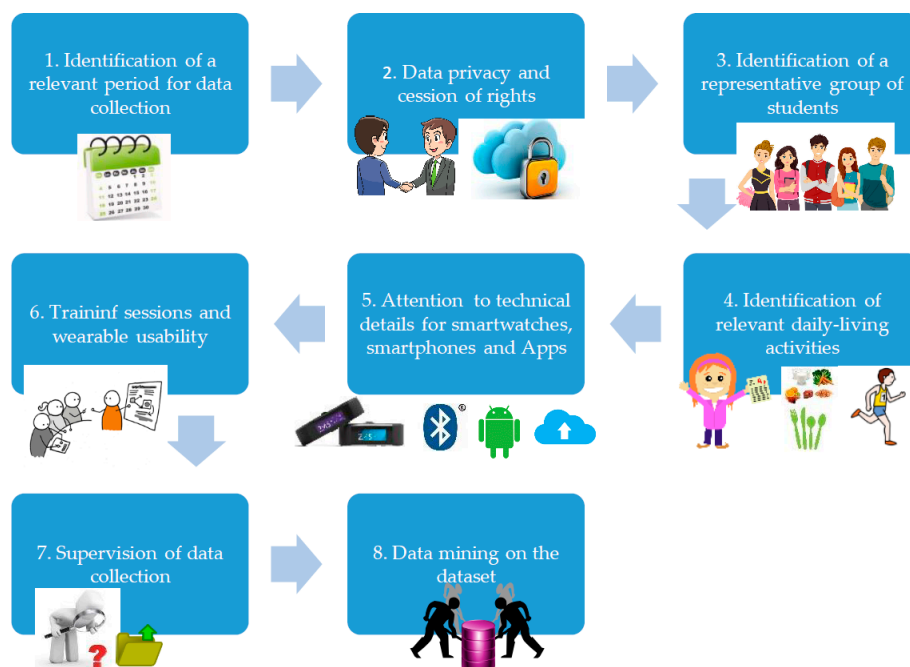 1. Identification of a
relevant period for data
collection
2. Data privacy and
cession of rights
3. Identification of a
representative group of
students
4. Identification of
relevant daily-living
activities
5. Attention to technical
details for smartwatches,
smartphones and Apps
6. Traininf sessions and
wearable usability
7. Supervision of data
collection
?
8. Data mining on the
dataset